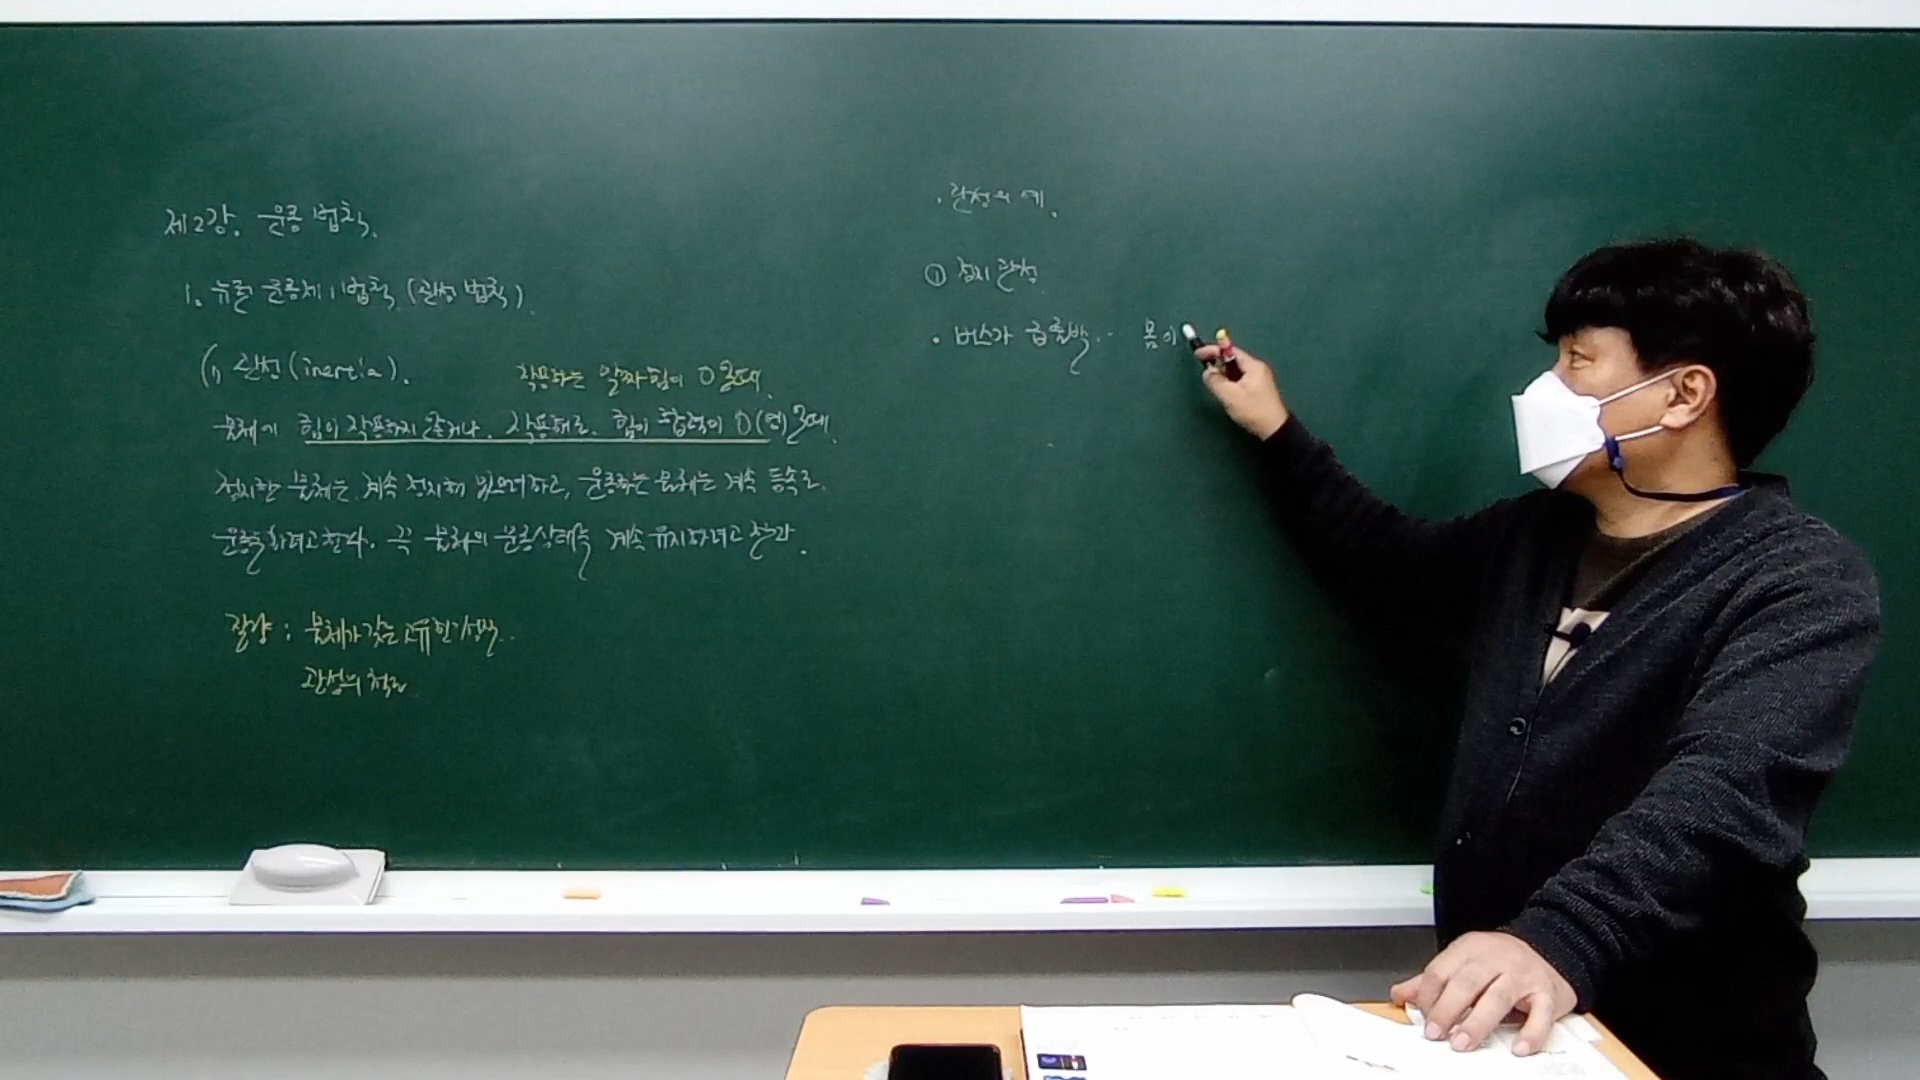 제2강. 운동 법칙.
1. 뉴턴 운동 제1법칙 (관성 법칙).
(1) 관성 (inertia).
작용하는 알짜힘이 0일때.
물체에 힘이 작용하지 않거나. 작용해도. 힘의 합력이 0(영)일때.
정지한 물체는. 계속 정지해 있으려하고, 운동하는 물체는 계속 등속도.
운동을 하려고 한다. 곡 물체의 운동상태를 계속 유지하려고 한다.
질량 : 물체가 갖는 고유한 성질..
관성의 척도.
. 관성의 예.
① 정지 관성.
. 버스가 급출발... 몸이